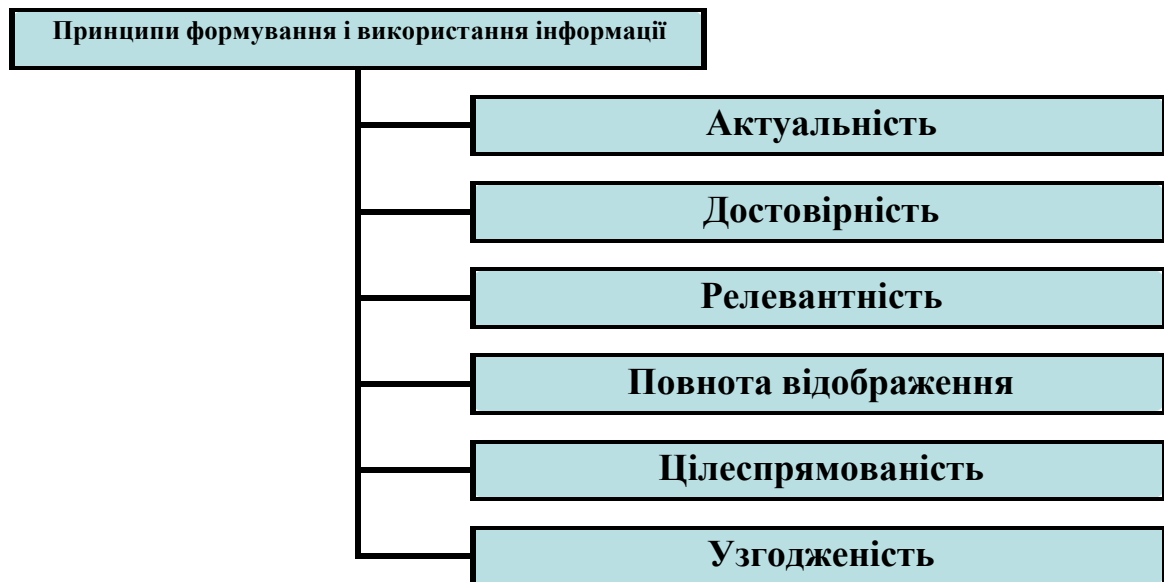 Принципи формування і використання інформації
Актуальність
Достовірність
Релевантність
Повнота відображення
Цілеспрямованість
Узгодженість